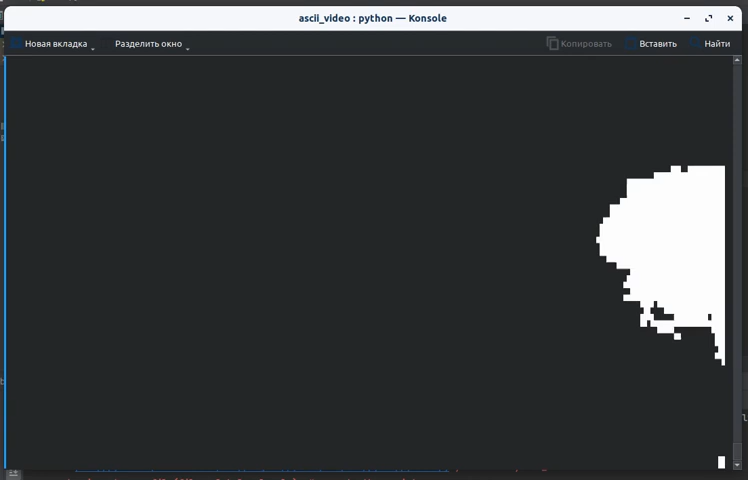 ascii_video : python — Konsole
Новая вкладка
Разделить окно
Копировать
Вставить
Найти